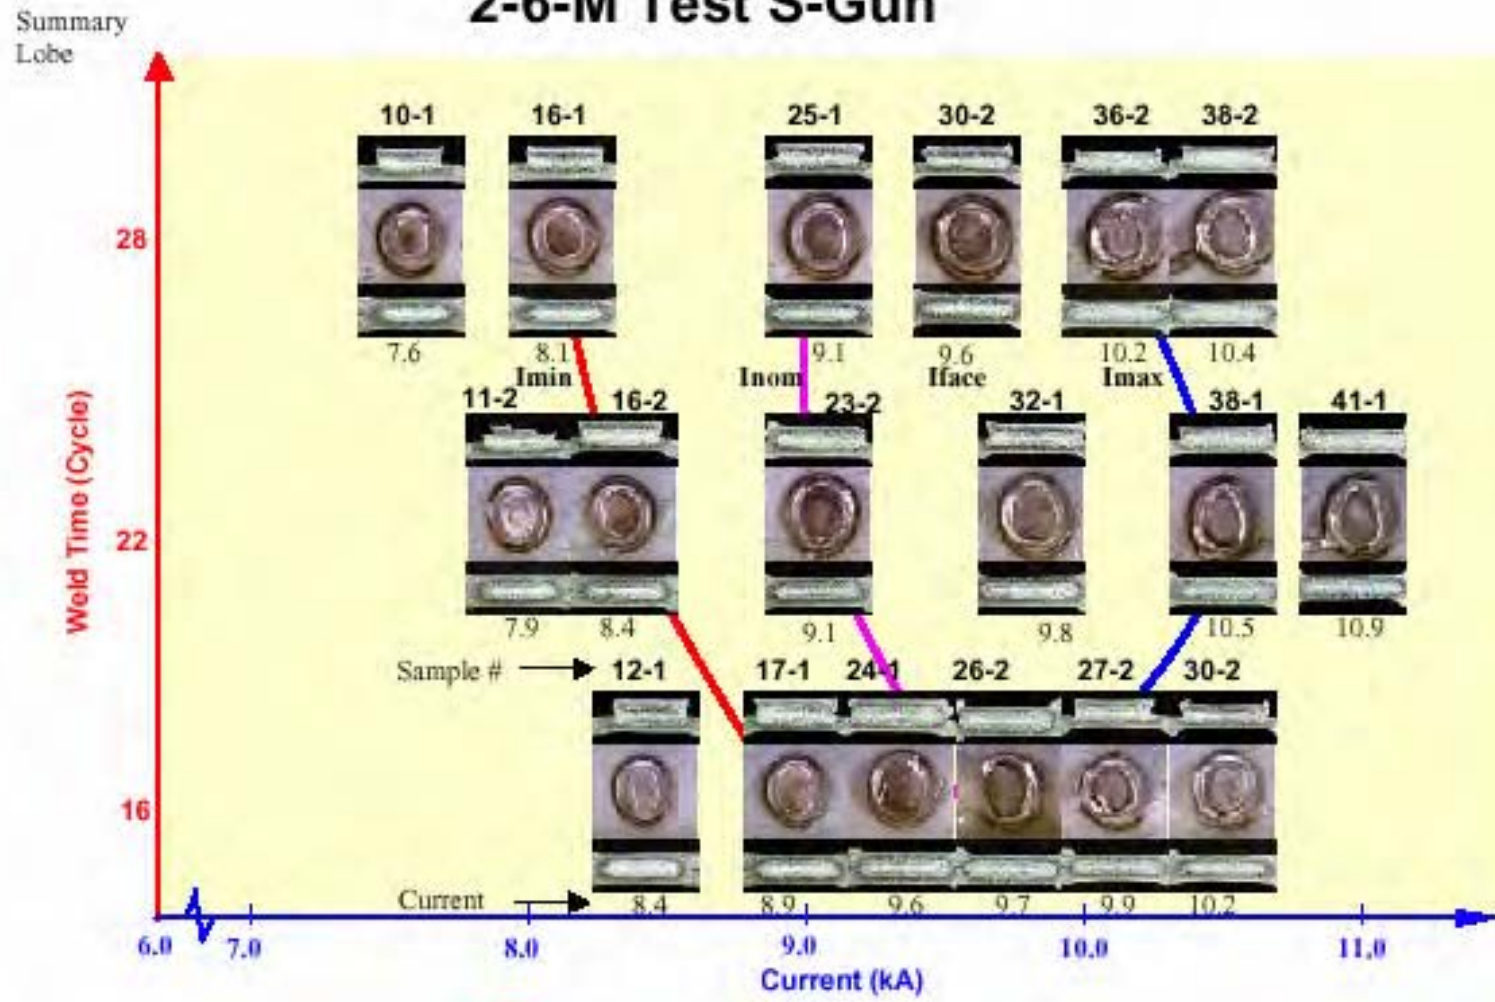 2-6-M Test S-Gun
Summary
Lobe
10-1 16-1 25-1 30-2 36-2 38-2
28
7.6 8.1 9.1 9.6 10.2 10.4
Imin Inom Iface Imax
11-2 16-2 23-2 32-1 38-1 41-1
Weld Time (Cycle)
22
7.9 8.4 9.1 9.8 10.5 10.9
Sample # 12-1 17-1 24-1 26-2 27-2 30-2
16
Current 8.4 8.9 9.6 9.7 9.9 10.2
6.0 7.0 8.0 9.0 10.0 11.0
Current (kA)